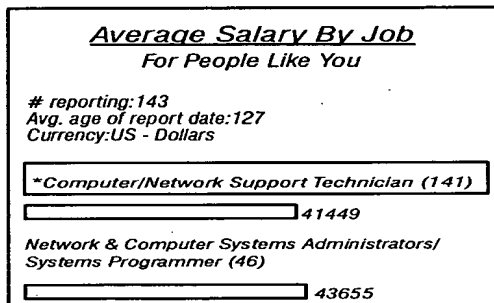 Average Salary By Job
For People Like You
# reporting:143
Avg. age of report date:127
Currency:US - Dollars
*Computer/Network Support Technician (141)
41449
Network & Computer Systems Administrators/
Systems Programmer (46)
43655